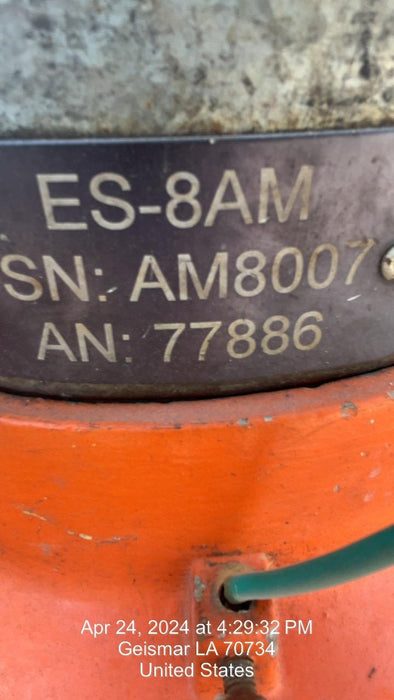 ES-8AM
SN: AM8007
AN: 77886
Apr 24, 2024 at 4:29:32 PM
Geismar LA 70734
United States